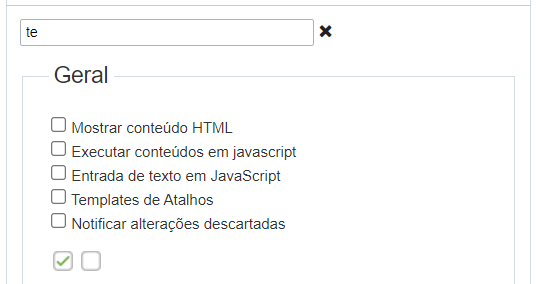 te
Geral
Mostrar conteúdo HTML
Executar conteúdos em javascript
Entrada de texto em JavaScript
Templates de Atalhos
Notificar alterações descartadas